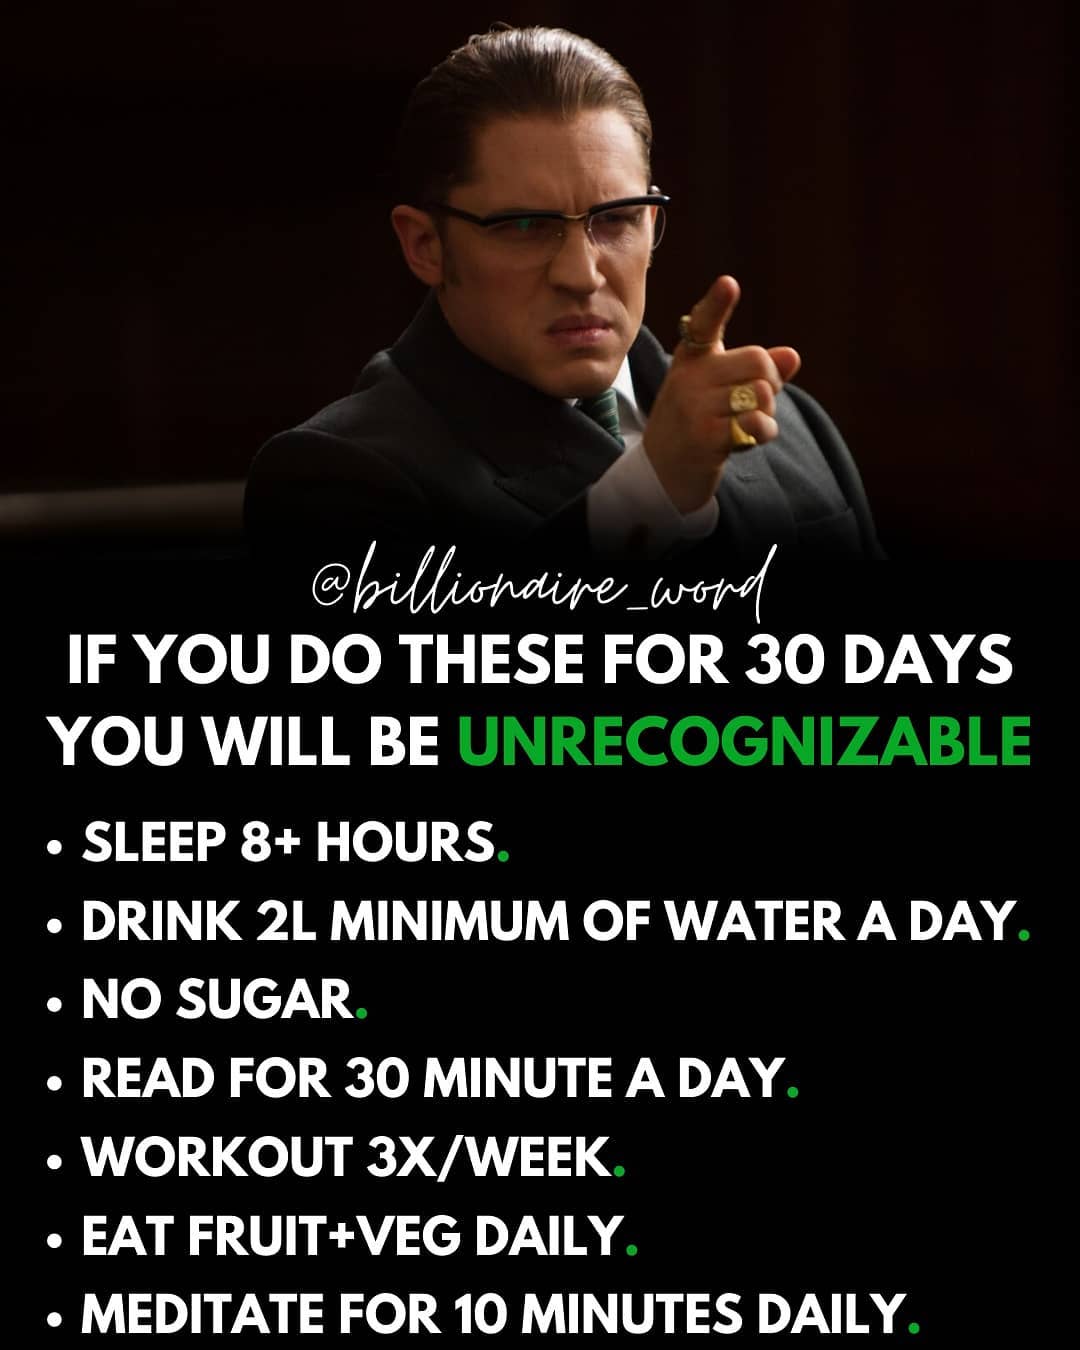 @billionaire_word
IF YOU DO THESE FOR 30 DAYS
YOU WILL BE UNRECOGNIZABLE
• SLEEP 8+ HOURS.
• DRINK 2L MINIMUM OF WATER A DAY.
• NO SUGAR.
• READ FOR 30 MINUTE A DAY.
• WORKOUT 3X/WEEK.
• EAT FRUIT+VEG DAILY.
• MEDITATE FOR 10 MINUTES DAILY.